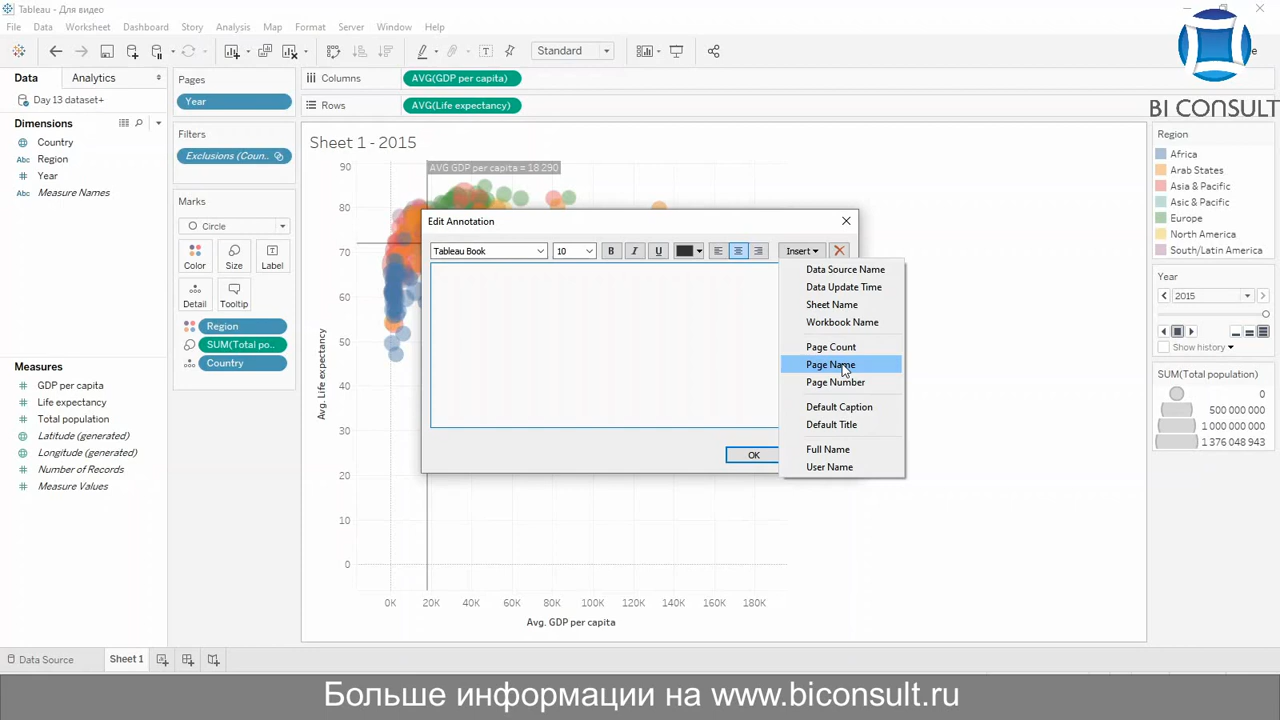 Tableau - Для видео
File Data Worksheet Dashboard Story Analysis Map Format Server Window Help
Standard
BI CONSULT
Data
Analytics
Day 13 dataset+
Dimensions
Country
Abc Region
Abc Year
Abc Measure Names
Measures
# GDP per capita
# Life expectancy
# Total population
Latitude (generated)
Longitude (generated)
# Number of Records
# Measure Values
Pages
Year
Filters
Exclusions (Coun..
Marks
Circle
Color
Size
Label
Detail
Tooltip
Region
SUM(Total po..
Country
Columns
AVG(GDP per capita)
Rows
AVG(Life expectancy)
Sheet 1 - 2015
AVG GDP per capita = 18 290
90
80
70
60
50
40
30
20
10
0
Avg. Life expectancy
0K 20K 40K 60K 80K 100K 120K 140K 160K 180K
Avg. GDP per capita
Edit Annotation
Tableau Book
10
B I U
Insert
OK
Data Source Name
Data Update Time
Sheet Name
Workbook Name
Page Count
Page Name
Page Number
Default Caption
Default Title
Full Name
User Name
Region
Africa
Arab States
Asia & Pacific
Asic & Pacific
Europe
North America
South/Latin America
Year
2015
Show history
SUM(Total population)
0
500 000 000
1 000 000 000
1 376 048 943
Data Source
Sheet 1
Больше информации на www.biconsult.ru